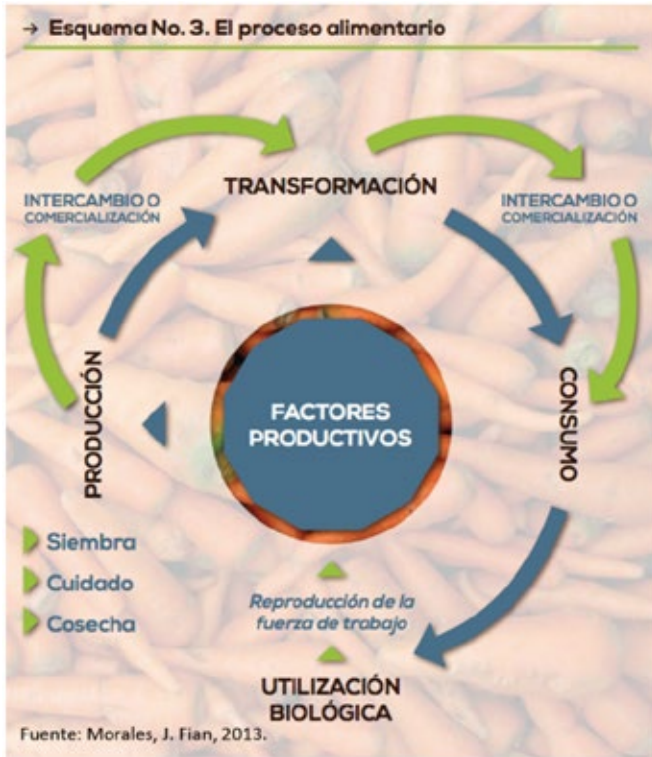 → Esquema No. 3. El proceso alimentario
TRANSFORMACIÓN
INTERCAMBIO O
COMERCIALIZACIÓN
INTERCAMBIO O
COMERCIALIZACIÓN
PRODUCCIÓN
FACTORES
PRODUCTIVOS
CONSUMO
Siembra
Cuidado
Cosecha
Reproducción de la
fuerza de trabajo
UTILIZACIÓN
BIOLÓGICA
Fuente: Morales, J. Fian, 2013.